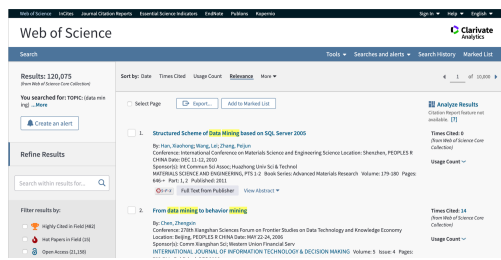 Web of Science InCites Journal Citation Reports Essential Science Indicators EndNote Publons Kopernio Sign In Help English
Web of Science
Clarivate
Analytics
Search Tools Searches and alerts Search History Marked List
Results: 120,075
(from Web of Science Core Collection)
You searched for: TOPIC: (data min
ing) ...More
Create an alert
Refine Results
Search within results for...
Filter results by:
Highly Cited in Field (482)
Hot Papers in Field (15)
Open Access (21,156)
Sort by: Date Times Cited Usage Count Relevance More
1 of 10,000
Select Page Export... Add to Marked List
1. Structured Scheme of Data Mining based on SQL Server 2005
By: Han, Xiaohong; Wang, Lei; Zhang, Peijun
Conference: International Conference on Materials Science and Engineering Science Location: Shenzhen, PEOPLES R
CHINA Date: DEC 11-12, 2010
Sponsor(s): Int Commun Sci Assoc; Huazhong Univ Sci & Technol
MATERIALS SCIENCE AND ENGINEERING, PTS 1-2 Book Series: Advanced Materials Research Volume: 179-180 Pages:
646-+ Part: 1, 2 Published: 2011
Full Text from Publisher View Abstract
2. From data mining to behavior mining
By: Chen, Zhengxin
Conference: 276th Xiangshan Sciences Forum on Frontier Studies on Data Technology and Knowledge Economy
Location: Beijing, PEOPLES R CHINA Date: MAY 22-24, 2006
Sponsor(s): Comm Xiangshan Sci; Western Union Financial Serv
INTERNATIONAL JOURNAL OF INFORMATION TECHNOLOGY & DECISION MAKING Volume: 5 Issue: 4 Pages:
Analyze Results
Citation Report feature not
available. [?]
Times Cited: 0
(from Web of Science Core
Collection)
Usage Count
Times Cited: 14
(from Web of Science Core
Collection)
Usage Count